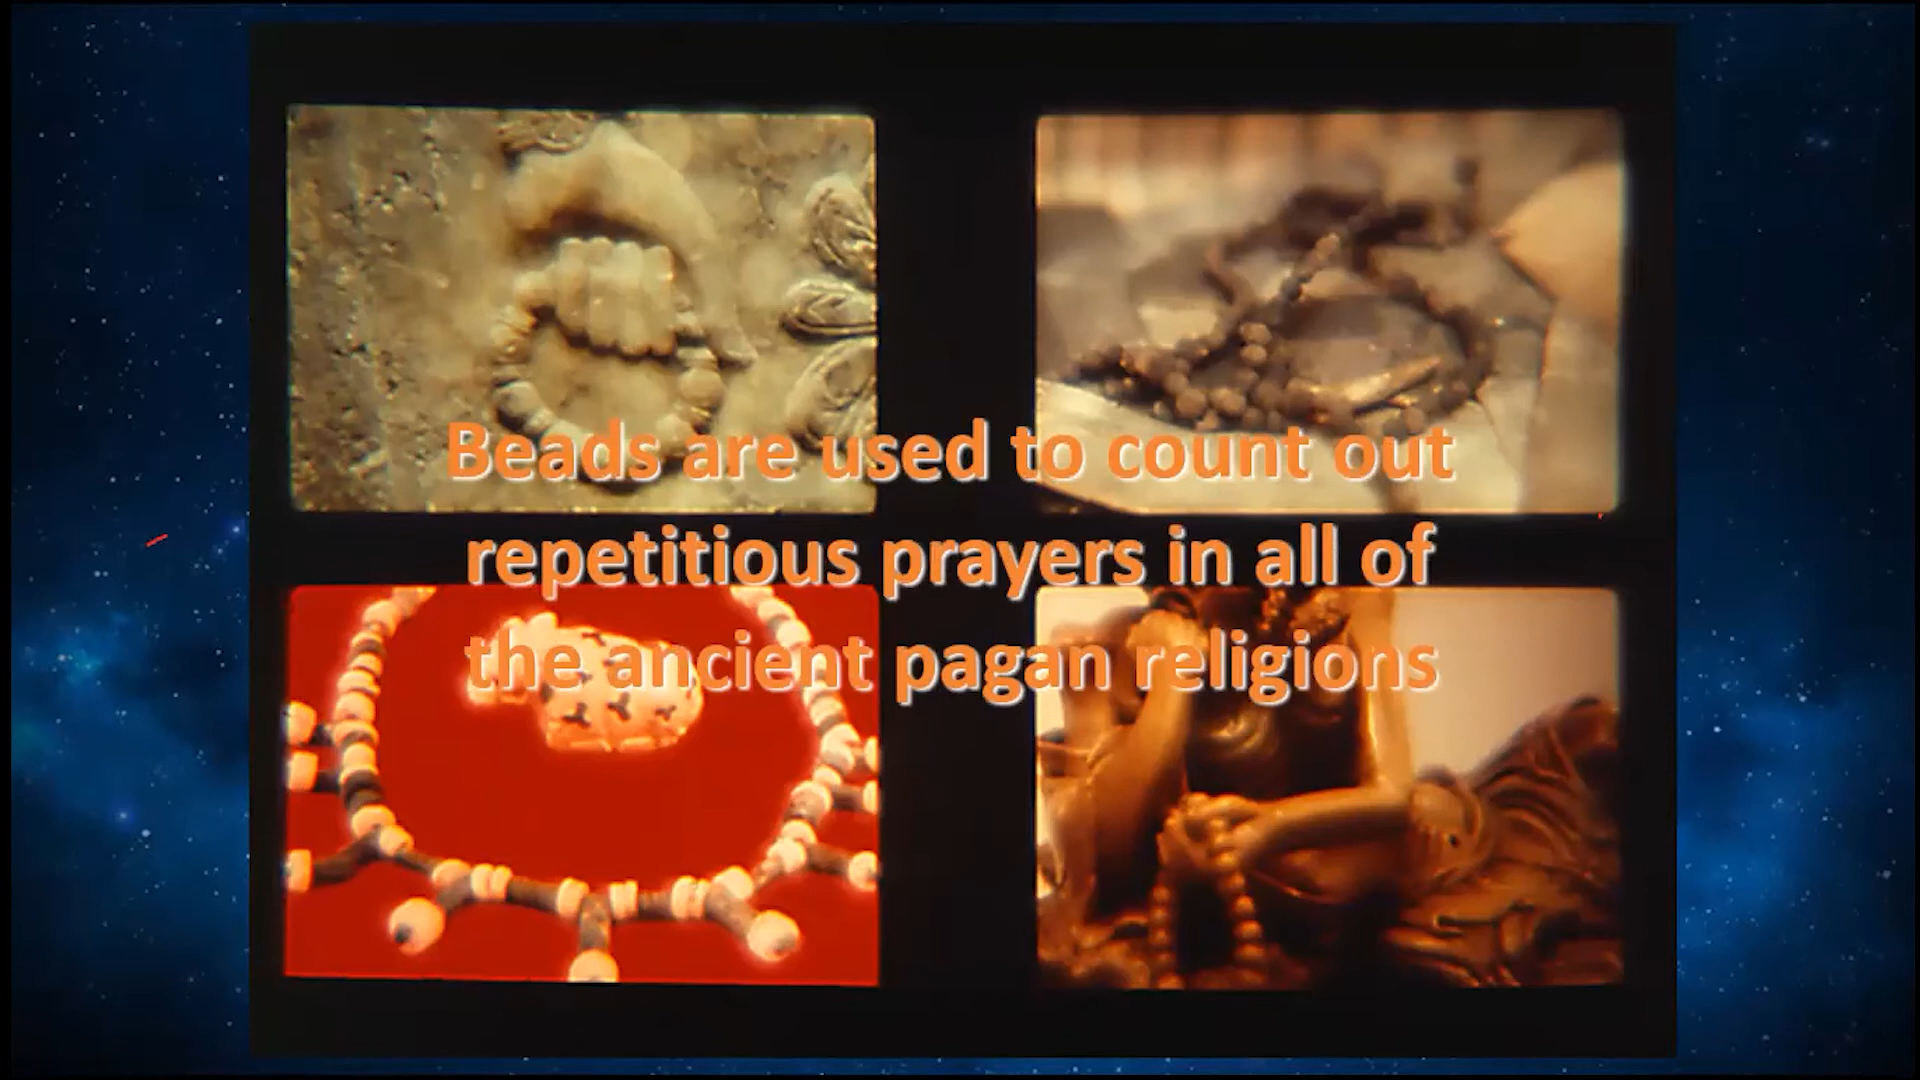 Beads are used to count out
repetitious prayers in all of
the ancient pagan religions